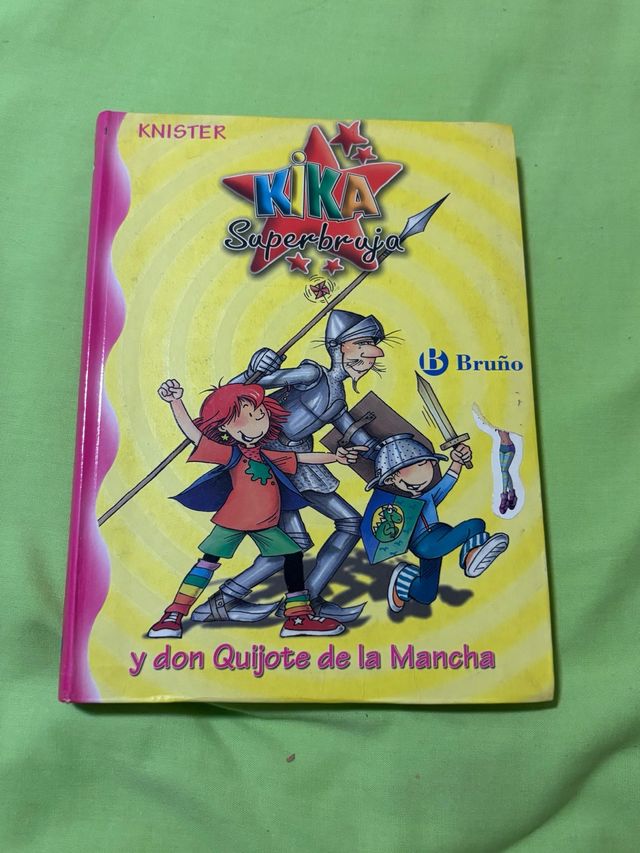 KNISTER
KiKA
Superbruja
B Bruño
y don Quijote de la Mancha